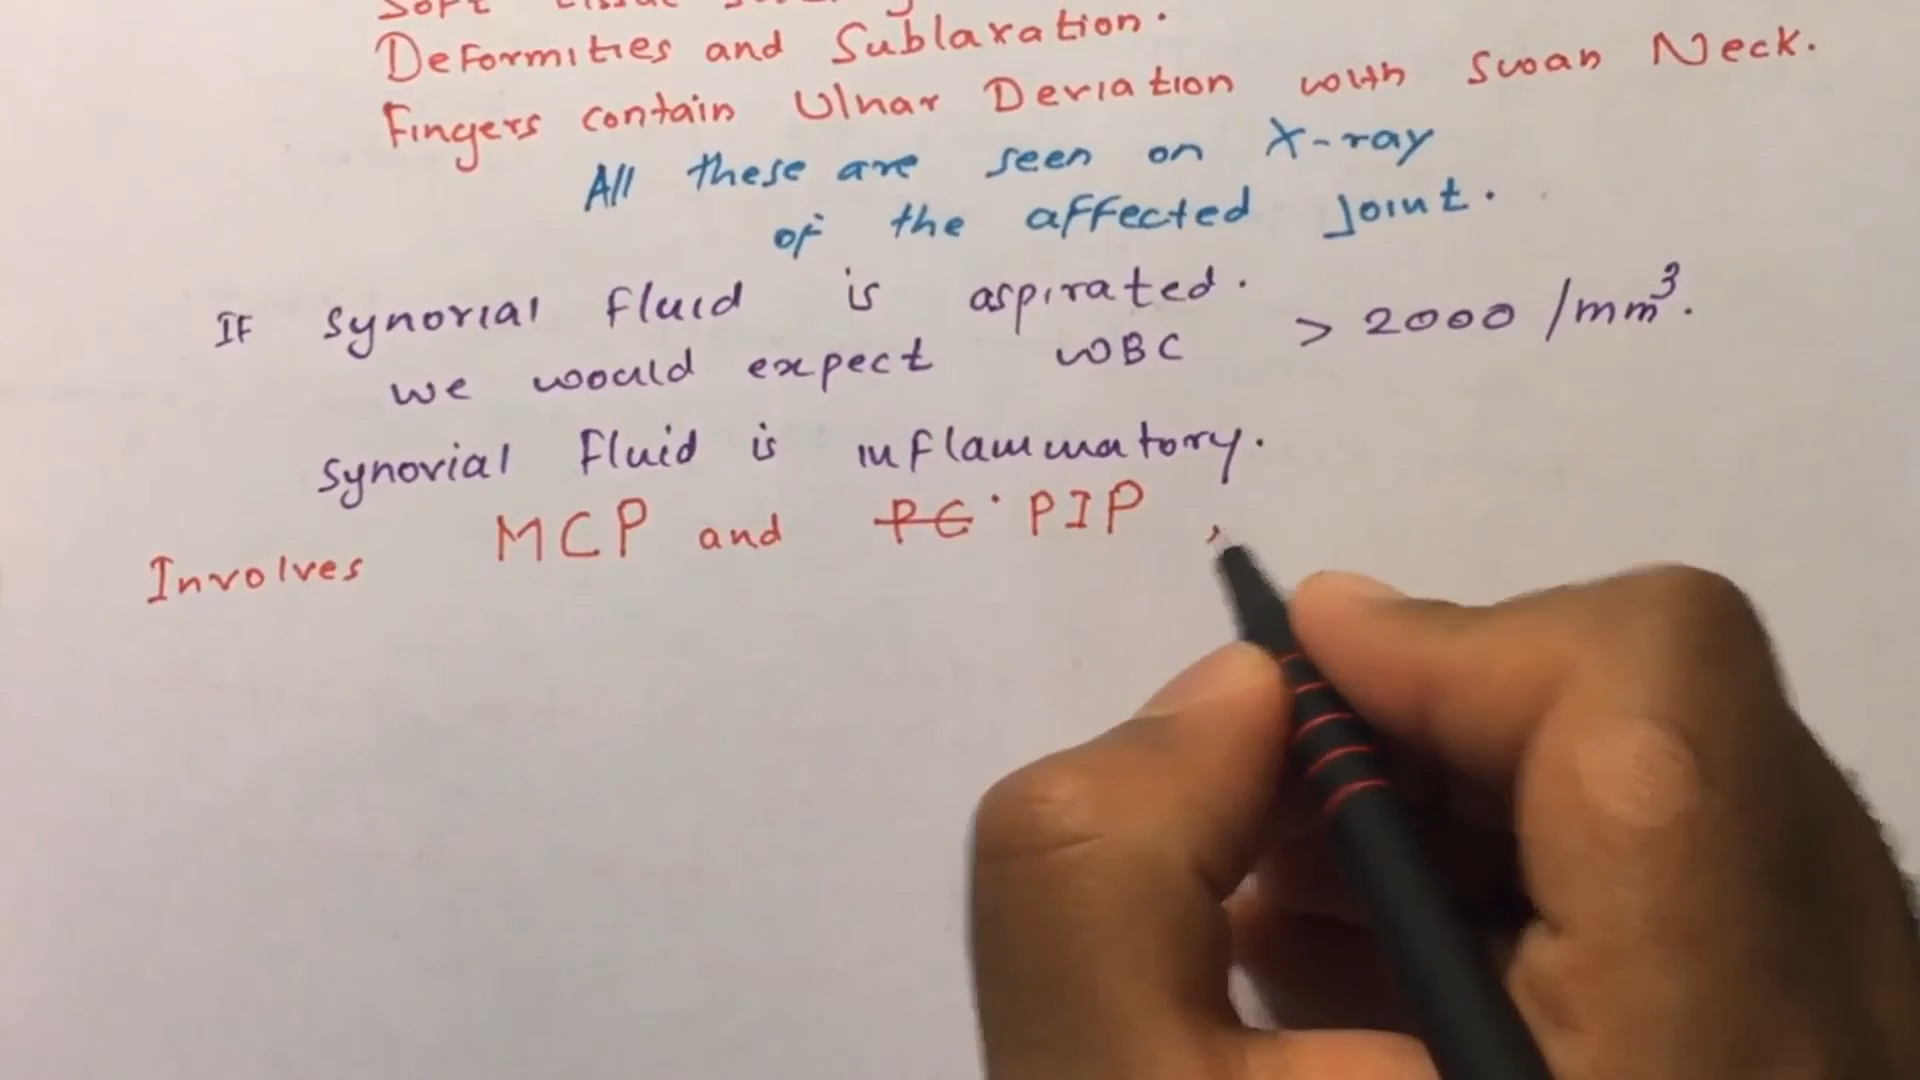 Soft tissue
Deformities and Sublaxation.
Fingers contain Ulnar Deviation with Swan Neck.
All these are seen on X-ray
of the affected Joint.
If synovial fluid is aspirated.
we would expect WBC > 2000 /mm³.
synovial Fluid is inflammatory.
Involves MCP and PC PIP,